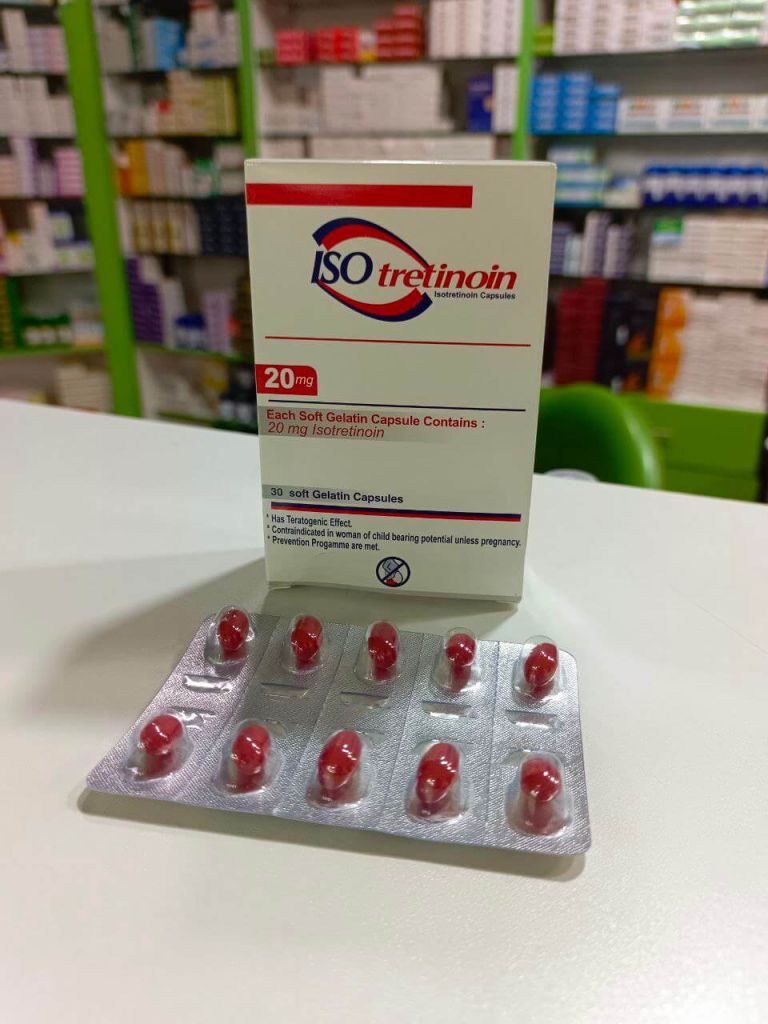 ISO tretinoin
Isotretinoin Capsules
20mg
Each Soft Gelatin Capsule Contains :
20 mg Isotretinoin
30 soft Gelatin Capsules
* Has Teratogenic Effect.
* Contraindicated in woman of child bearing potential unless pregnancy.
* Prevention Progamme are met.